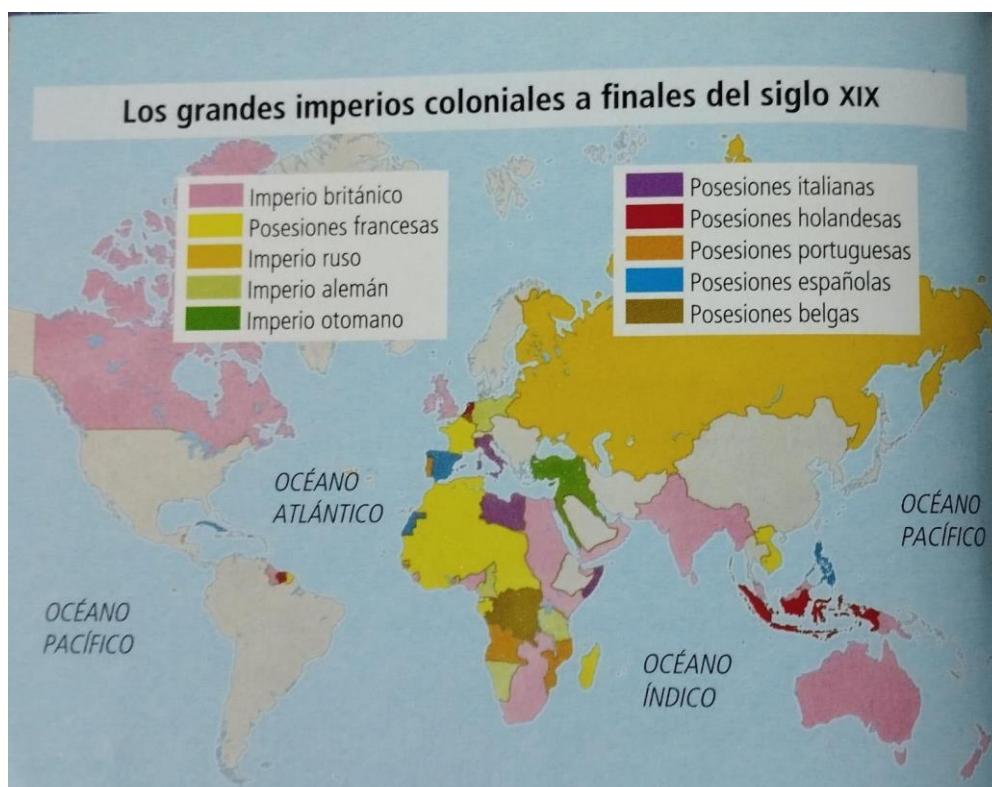 Los grandes imperios coloniales a finales del siglo XIX
Imperio británico
Posesiones francesas
Imperio ruso
Imperio alemán
Imperio otomano
Posesiones italianas
Posesiones holandesas
Posesiones portuguesas
Posesiones españolas
Posesiones belgas
OCÉANO
ATLÁNTICO
OCÉANO
PACÍFICO
OCÉANO
PACÍFICO
OCÉANO
ÍNDICO